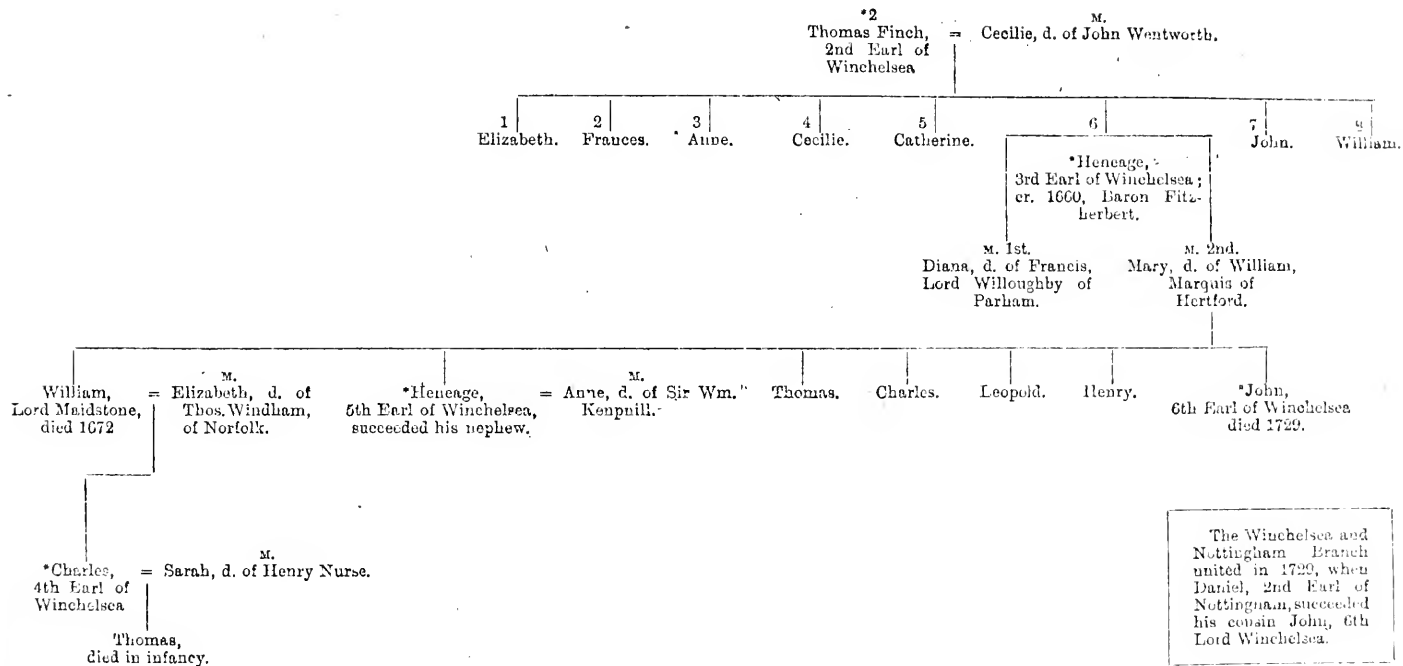 *2
Thomas Finch,
2nd Earl of
Winchelsea
=
M.
Cecilie, d. of John Wentworth.
1
Elizabeth.
2
Frances.
3
Anne.
4
Cecilie.
5
Catherine.
6
*Heneage,
3rd Earl of Winchelsea;
cr. 1660, Baron Fitz-
herbert.
7
John.
William.
M. 1st.
Diana, d. of Francis,
Lord Willoughby of
Parham.
M. 2nd.
Mary, d. of William,
Marquis of
Hertford.
William,
Lord Maidstone,
died 1672
=
M.
Elizabeth, d. of
Thos. Windham,
of Norfolk.
*Heneage,
5th Earl of Winchelsea,
succeeded his nephew.
=
M.
Anne, d. of Sir Wm.
Thomas.
Charles.
Leopold.
Henry.
*John,
6th Earl of Winchelsea
died 1729.
*Charles,
4th Earl of
Winchelsea
=
M.
Sarah, d. of Henry Nurse.
Thomas,
died in infancy.
The Winchelsea and
Nottingham Branch
united in 1729, when
Daniel, 2nd Earl of
Nottingham, succeeded
his cousin John, 6th
Lord Winchelsea.